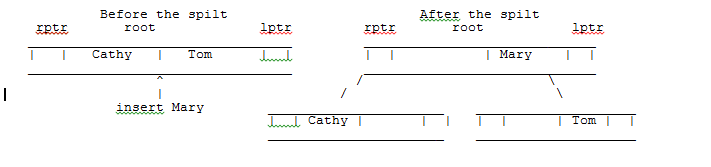 Before the spilt After the spilt
rptr root lptr rptr root lptr
| | Cathy | Tom | | | | | Mary | |
^ / \
| / \
insert Mary
| | Cathy | | | | | | Tom | |